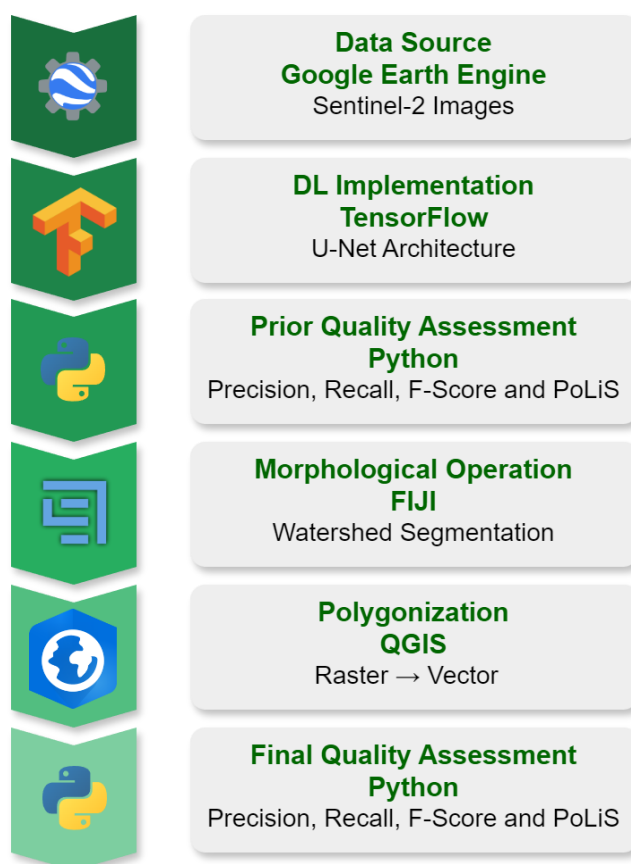 Data Source
Google Earth Engine
Sentinel-2 Images
DL Implementation
TensorFlow
U-Net Architecture
Prior Quality Assessment
Python
Precision, Recall, F-Score and PoLiS
Morphological Operation
FIJI
Watershed Segmentation
Polygonization
QGIS
Raster → Vector
Final Quality Assessment
Python
Precision, Recall, F-Score and PoLiS